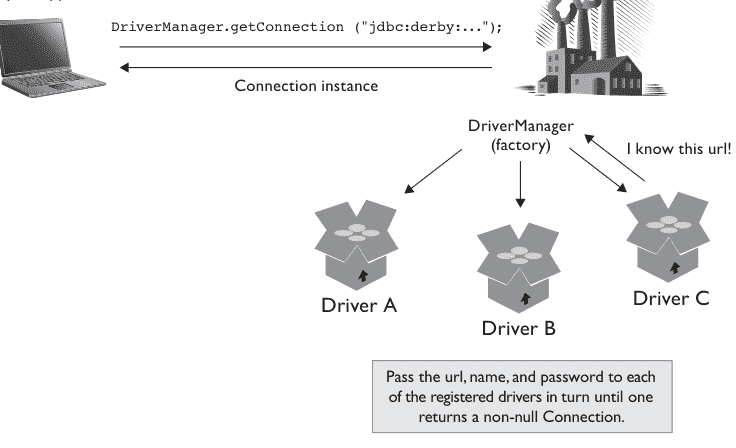 DriverManager.getConnection ("jdbc:derby:...");
Connection instance
DriverManager
(factory)
I know this url!
Driver A
Driver B
Driver C
Pass the url, name, and password to each
of the registered drivers in turn until one
returns a non-null Connection.